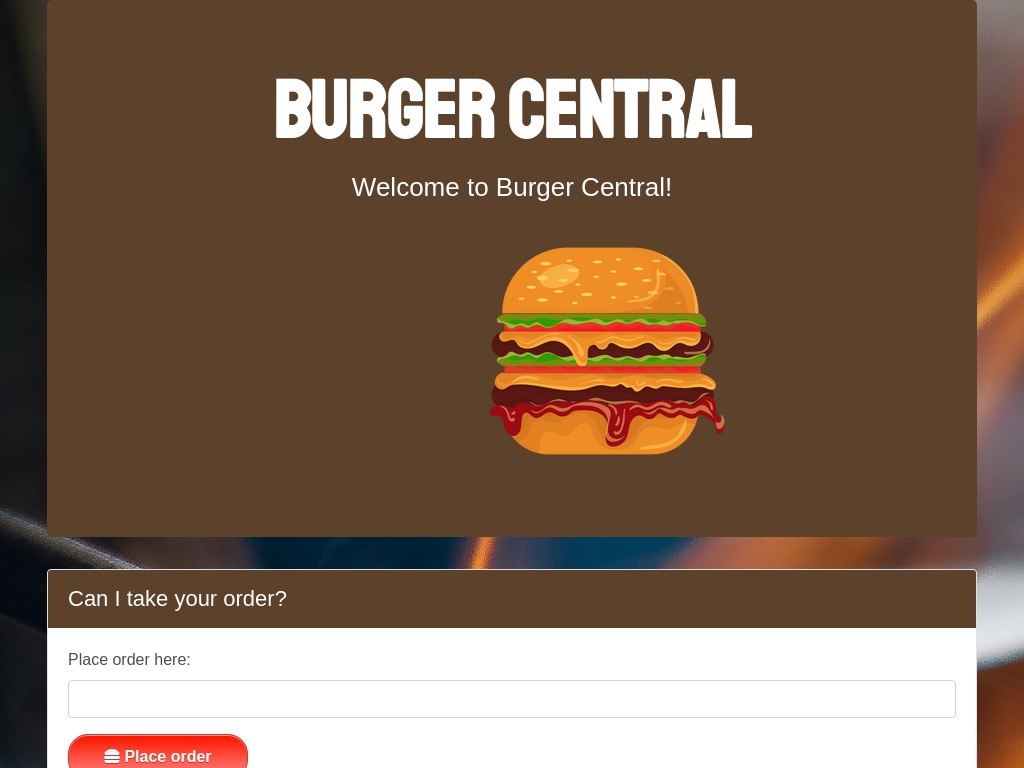 BURGER CENTRAL
Welcome to Burger Central!
Can I take your order?
Place order here:
Place order